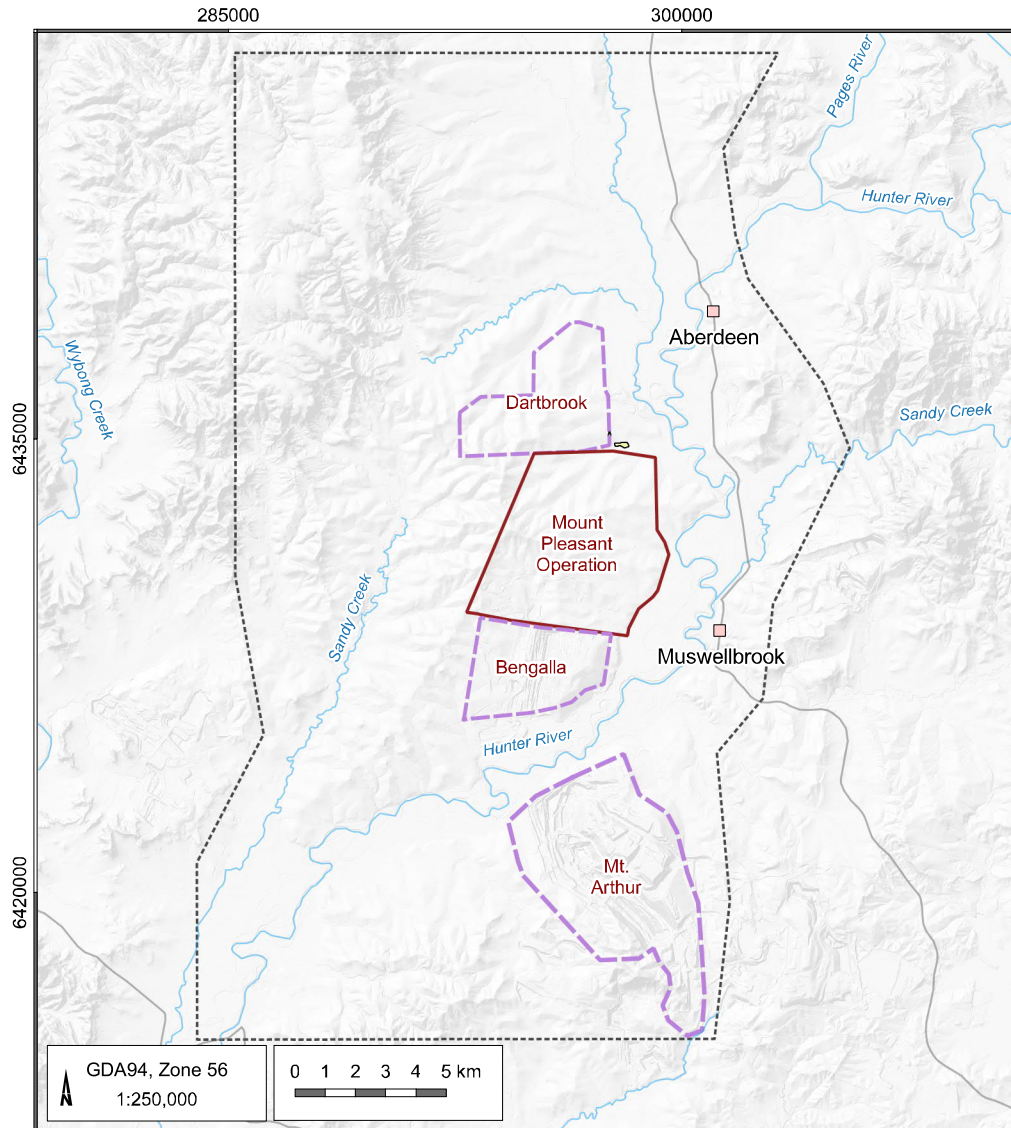 285000
300000
Pages River
Hunter River
Aberdeen
Wybong Creek
Sandy Creek
Dartbrook
6435000
Mount
Pleasant
Operation
Sandy Creek
Muswellbrook
Bengalla
Hunter River
Mt.
Arthur
6420000
GDA94, Zone 56
1:250,000
N
0 1 2 3 4 5 km